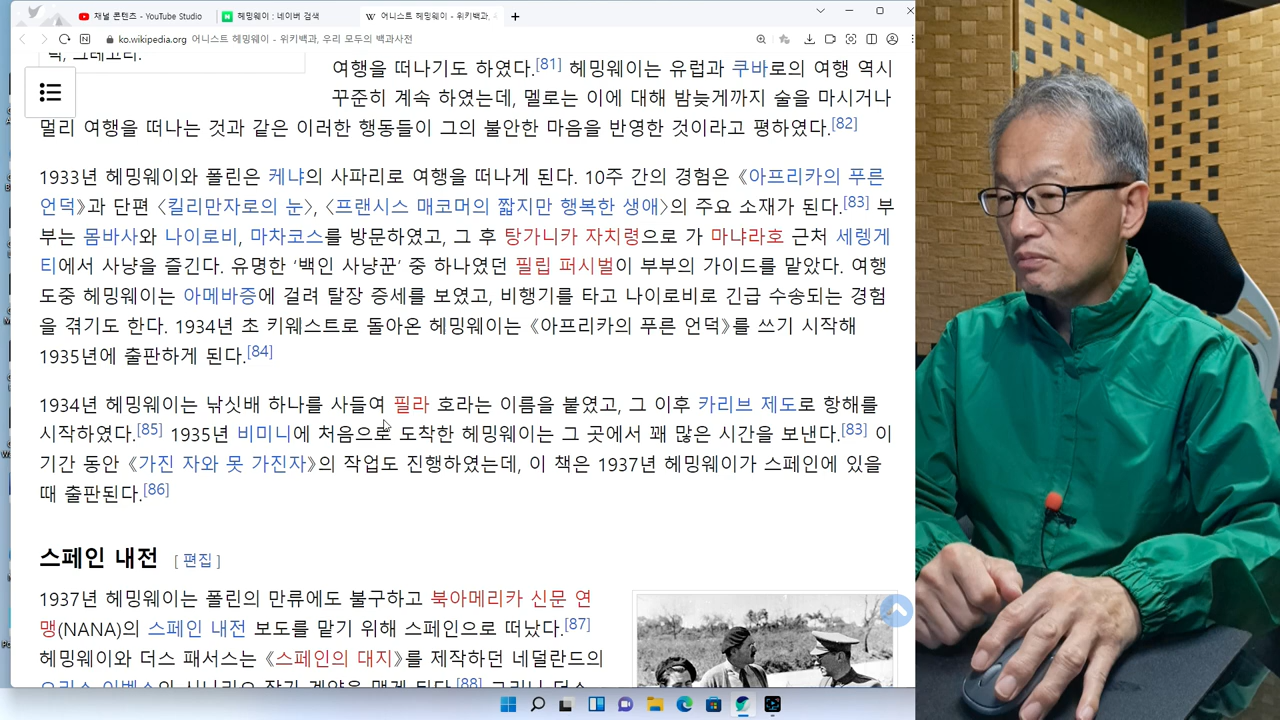 재널 콘텐츠 - YouTube Studio
헤밍웨이 : 네이버 검색
어니스트 헤밍웨이 - 위키백과,
ko.wikipedia.org 어니스트 헤밍웨이 - 위키백과, 우리 모두의 백과사전
여행을 떠나기도 하였다.[81] 헤밍웨이는 유럽과 쿠바로의 여행 역시
꾸준히 계속 하였는데, 멜로는 이에 대해 밤늦게까지 술을 마시거나
멀리 여행을 떠나는 것과 같은 이러한 행동들이 그의 불안한 마음을 반영한 것이라고 평하였다.[82]
1933년 헤밍웨이와 폴린은 케냐의 사파리로 여행을 떠나게 된다. 10주 간의 경험은 《아프리카의 푸른
언덕》과 단편 〈킬리만자로의 눈〉, 〈프랜시스 매코머의 짧지만 행복한 생애〉의 주요 소재가 된다.[83] 부
부는 몸바사와 나이로비, 마차코스를 방문하였고, 그 후 탕가니카 자치령으로 가 마냐라호 근처 세렝게
티에서 사냥을 즐긴다. 유명한 ‘백인 사냥꾼’ 중 하나였던 필립 퍼시벌이 부부의 가이드를 맡았다. 여행
도중 헤밍웨이는 아메바증에 걸려 탈장 증세를 보였고, 비행기를 타고 나이로비로 긴급 수송되는 경험
을 겪기도 한다. 1934년 초 키웨스트로 돌아온 헤밍웨이는 《아프리카의 푸른 언덕》를 쓰기 시작해
1935년에 출판하게 된다.[84]
1934년 헤밍웨이는 낚싯배 하나를 사들여 필라 호라는 이름을 붙였고, 그 이후 카리브 제도로 항해를
시작하였다.[85] 1935년 비미니에 처음으로 도착한 헤밍웨이는 그 곳에서 꽤 많은 시간을 보낸다.[83] 이
기간 동안 《가진 자와 못 가진자》의 작업도 진행하였는데, 이 책은 1937년 헤밍웨이가 스페인에 있을
때 출판된다.[86]
스페인 내전 [ 편집 ]
1937년 헤밍웨이는 폴린의 만류에도 불구하고 북아메리카 신문 연
맹(NANA)의 스페인 내전 보도를 맡기 위해 스페인으로 떠났다.[87]
헤밍웨이와 더스 패서스는 《스페인의 대지》를 제작하던 네덜란드의